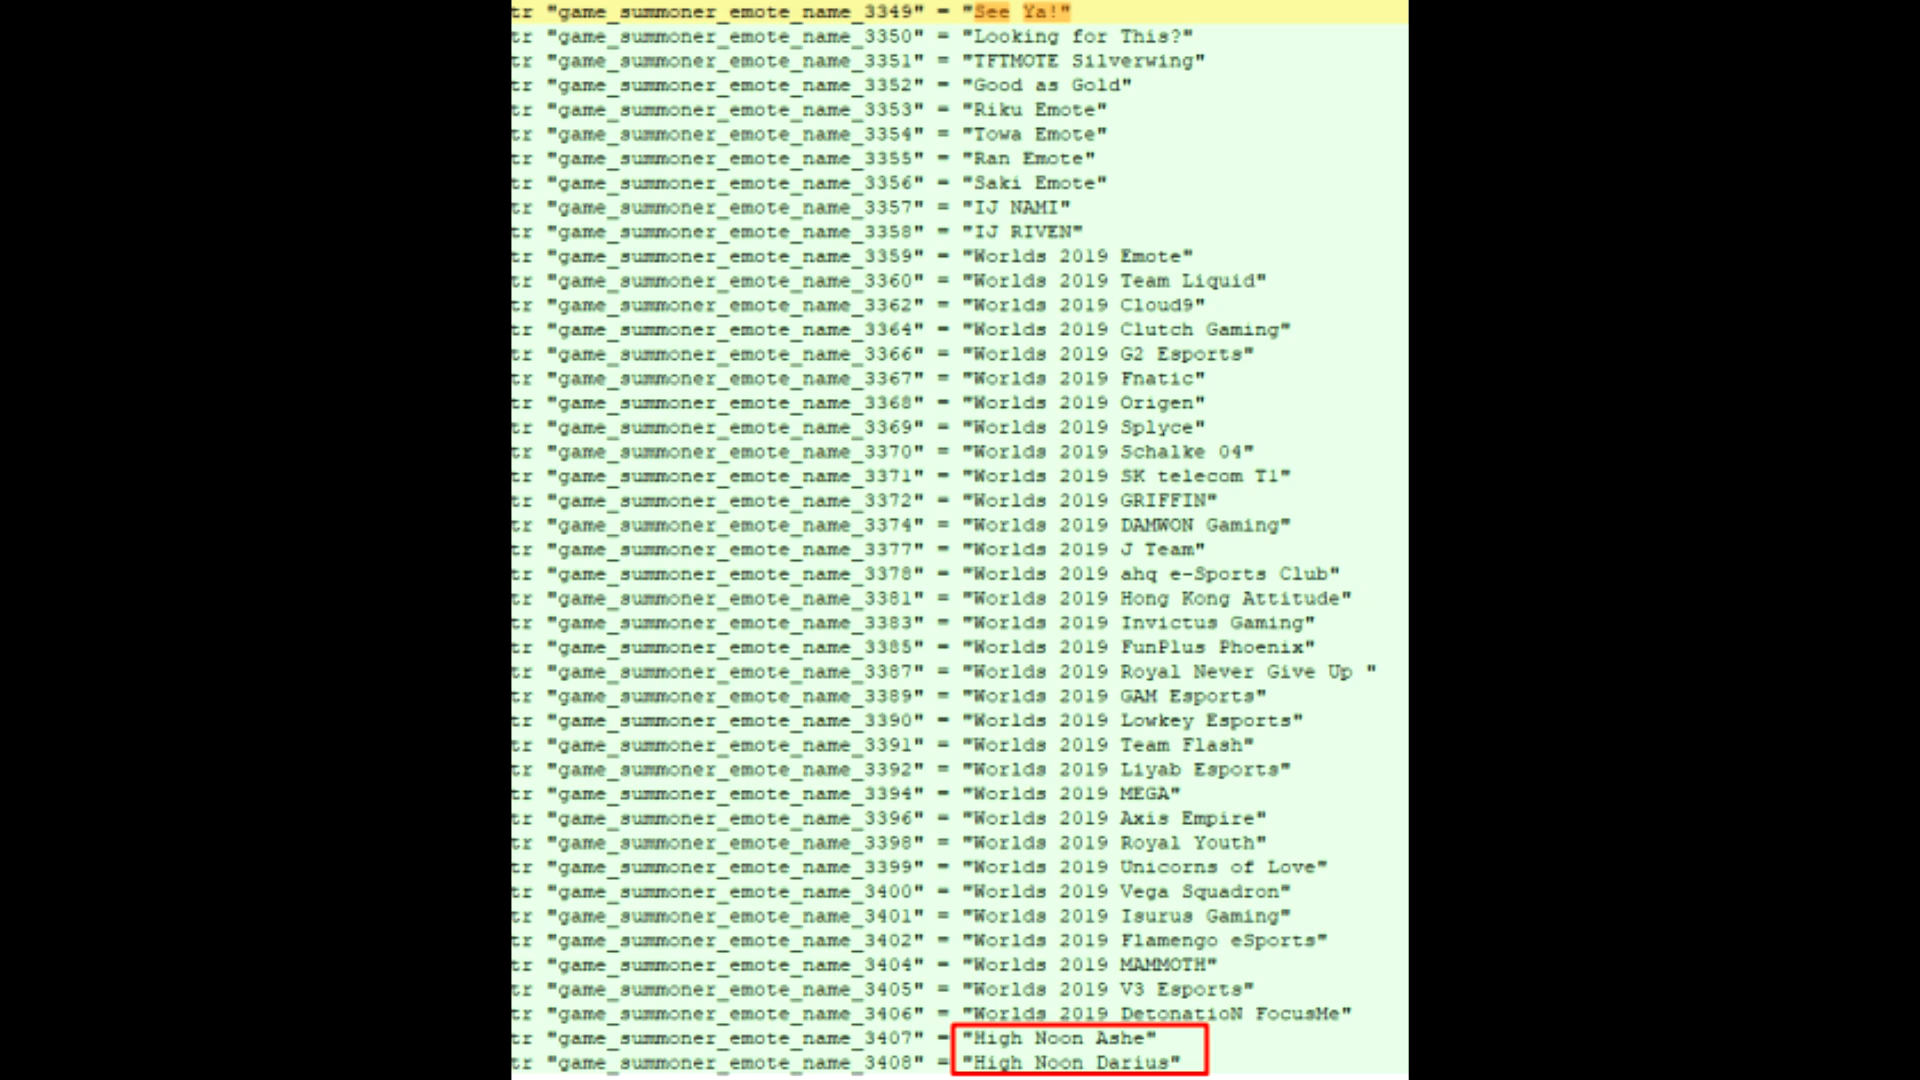 tr "game_summoner_emote_name_3349" = "See Ya!"
tr "game_summoner_emote_name_3350" = "Looking for This?"
tr "game_summoner_emote_name_3351" = "TFTMOTE Silverwing"
tr "game_summoner_emote_name_3352" = "Good as Gold"
tr "game_summoner_emote_name_3353" = "Riku Emote"
tr "game_summoner_emote_name_3354" = "Towa Emote"
tr "game_summoner_emote_name_3355" = "Ran Emote"
tr "game_summoner_emote_name_3356" = "Saki Emote"
tr "game_summoner_emote_name_3357" = "IJ NAMI"
tr "game_summoner_emote_name_3358" = "IJ RIVEN"
tr "game_summoner_emote_name_3359" = "Worlds 2019 Emote"
tr "game_summoner_emote_name_3360" = "Worlds 2019 Team Liquid"
tr "game_summoner_emote_name_3362" = "Worlds 2019 Cloud9"
tr "game_summoner_emote_name_3364" = "Worlds 2019 Clutch Gaming"
tr "game_summoner_emote_name_3366" = "Worlds 2019 G2 Esports"
tr "game_summoner_emote_name_3367" = "Worlds 2019 Fnatic"
tr "game_summoner_emote_name_3368" = "Worlds 2019 Origen"
tr "game_summoner_emote_name_3369" = "Worlds 2019 Splyce"
tr "game_summoner_emote_name_3370" = "Worlds 2019 Schalke 04"
tr "game_summoner_emote_name_3371" = "Worlds 2019 SK telecom T1"
tr "game_summoner_emote_name_3372" = "Worlds 2019 GRIFFIN"
tr "game_summoner_emote_name_3374" = "Worlds 2019 DAMWON Gaming"
tr "game_summoner_emote_name_3377" = "Worlds 2019 J Team"
tr "game_summoner_emote_name_3378" = "Worlds 2019 ahq e-Sports Club"
tr "game_summoner_emote_name_3381" = "Worlds 2019 Hong Kong Attitude"
tr "game_summoner_emote_name_3383" = "Worlds 2019 Invictus Gaming"
tr "game_summoner_emote_name_3385" = "Worlds 2019 FunPlus Phoenix"
tr "game_summoner_emote_name_3387" = "Worlds 2019 Royal Never Give Up "
tr "game_summoner_emote_name_3389" = "Worlds 2019 GAM Esports"
tr "game_summoner_emote_name_3390" = "Worlds 2019 Lowkey Esports"
tr "game_summoner_emote_name_3391" = "Worlds 2019 Team Flash"
tr "game_summoner_emote_name_3392" = "Worlds 2019 Liyab Esports"
tr "game_summoner_emote_name_3394" = "Worlds 2019 MEGA"
tr "game_summoner_emote_name_3396" = "Worlds 2019 Axis Empire"
tr "game_summoner_emote_name_3398" = "Worlds 2019 Royal Youth"
tr "game_summoner_emote_name_3399" = "Worlds 2019 Unicorns of Love"
tr "game_summoner_emote_name_3400" = "Worlds 2019 Vega Squadron"
tr "game_summoner_emote_name_3401" = "Worlds 2019 Isurus Gaming"
tr "game_summoner_emote_name_3402" = "Worlds 2019 Flamengo eSports"
tr "game_summoner_emote_name_3404" = "Worlds 2019 MAMMOTH"
tr "game_summoner_emote_name_3405" = "Worlds 2019 V3 Esports"
tr "game_summoner_emote_name_3406" = "Worlds 2019 DetonatioN FocusMe"
tr "game_summoner_emote_name_3407" = "High Noon Ashe"
tr "game_summoner_emote_name_3408" = "High Noon Darius"